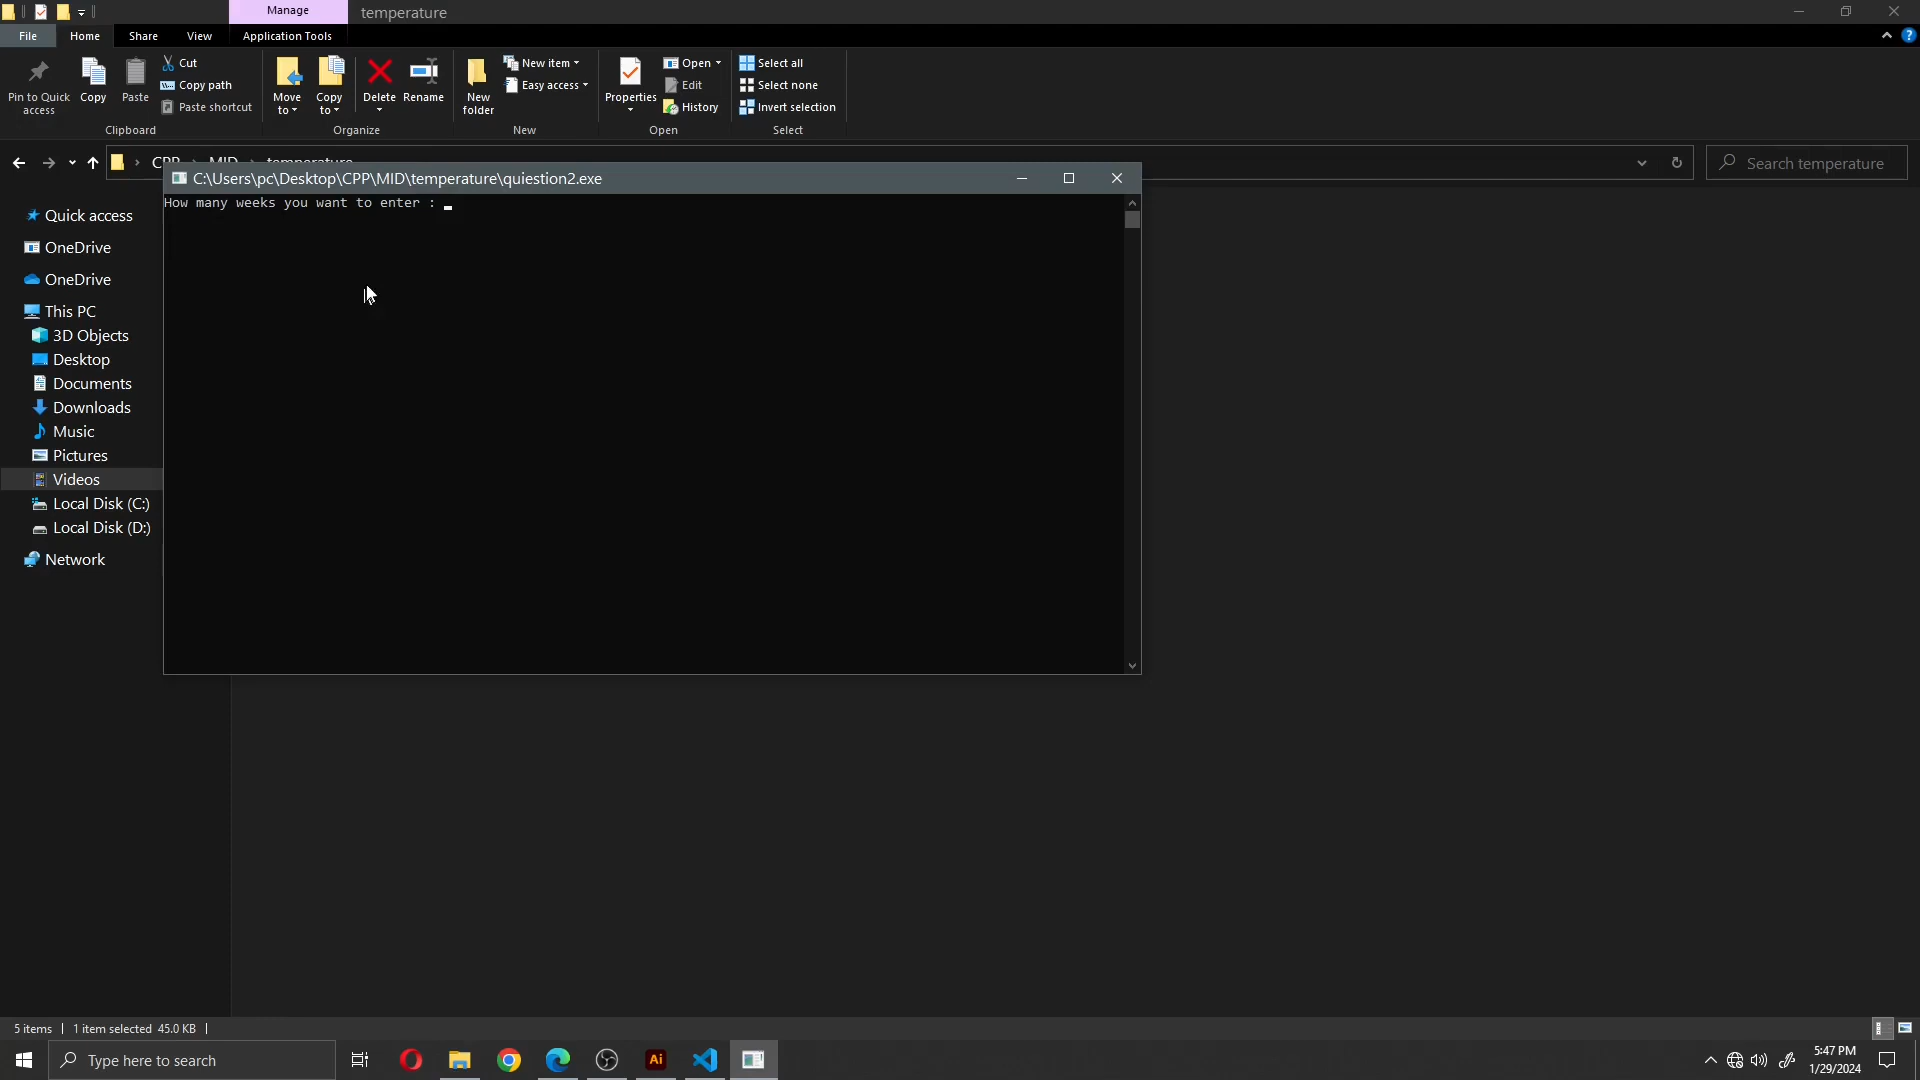 Manage
temperature
File
Home
Share
View
Application Tools
Pin to Quick access
Copy
Paste
Cut
Copy path
Paste shortcut
Clipboard
Move to
Copy to
Delete
Rename
Organize
New folder
New item
Easy access
New
Properties
Open
Edit
History
Open
Select all
Select none
Invert selection
Select
CPP
MID
temperature
Search temperature
C:\Users\pc\Desktop\CPP\MID\temperature\quiestion2.exe
How many weeks you want to enter :
Quick access
OneDrive
OneDrive
This PC
3D Objects
Desktop
Documents
Downloads
Music
Pictures
Videos
Local Disk (C:)
Local Disk (D:)
Network
5 items
1 item selected 45.0 KB
Type here to search
Ai
5:47 PM
1/29/2024